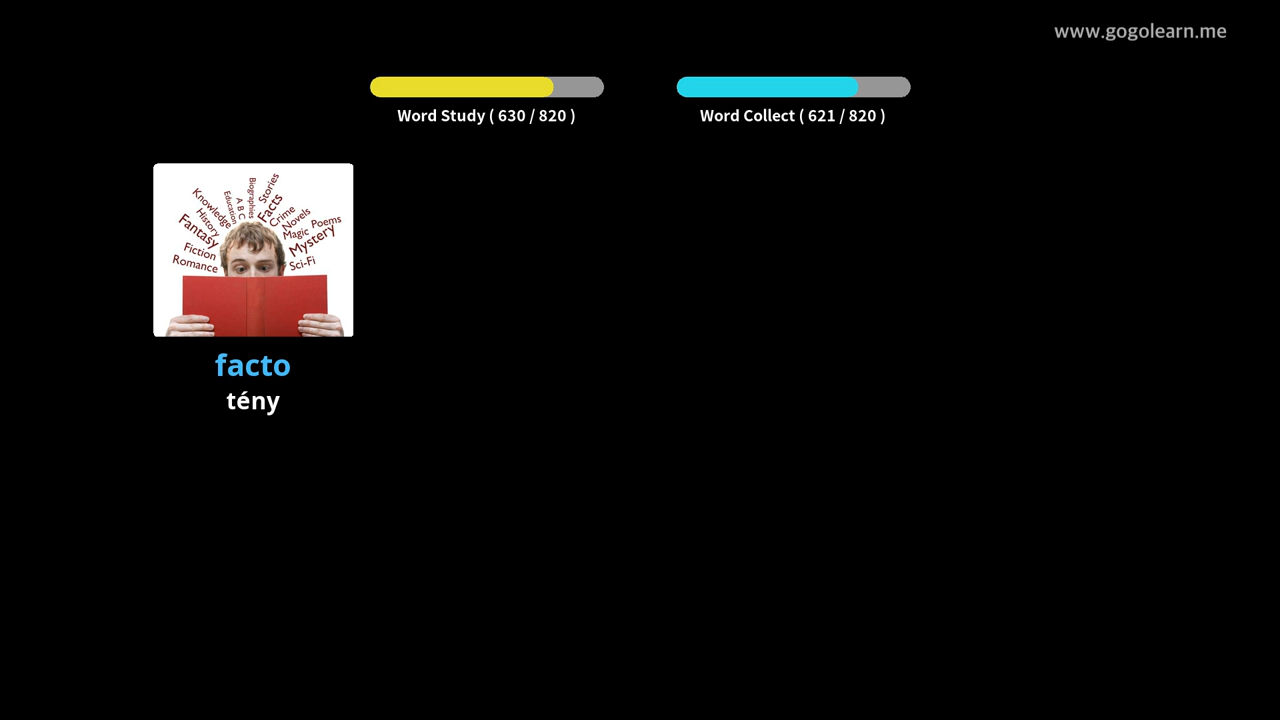 www.gogolearn.me
Word Study ( 630 / 820 )
Word Collect ( 621 / 820 )
Knowledge
History
Fantasy
Fiction
Romance
Education
A B C
Biographies
Stories
Facts
Crime
Novels
Magic
Poems
Mystery
Sci-Fi
facto
tény